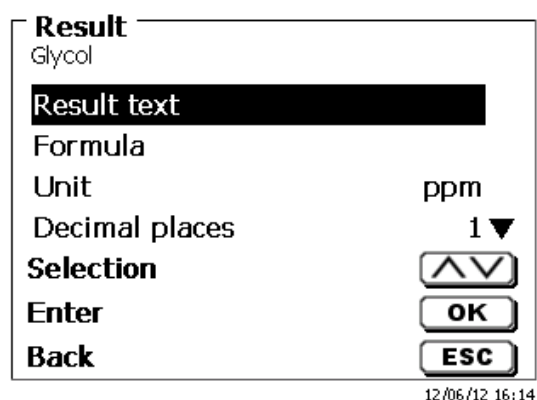 Result
Glycol
Result text
Formula
Unit ppm
Decimal places 1
Selection
Enter OK
Back ESC
12/06/12 16:14